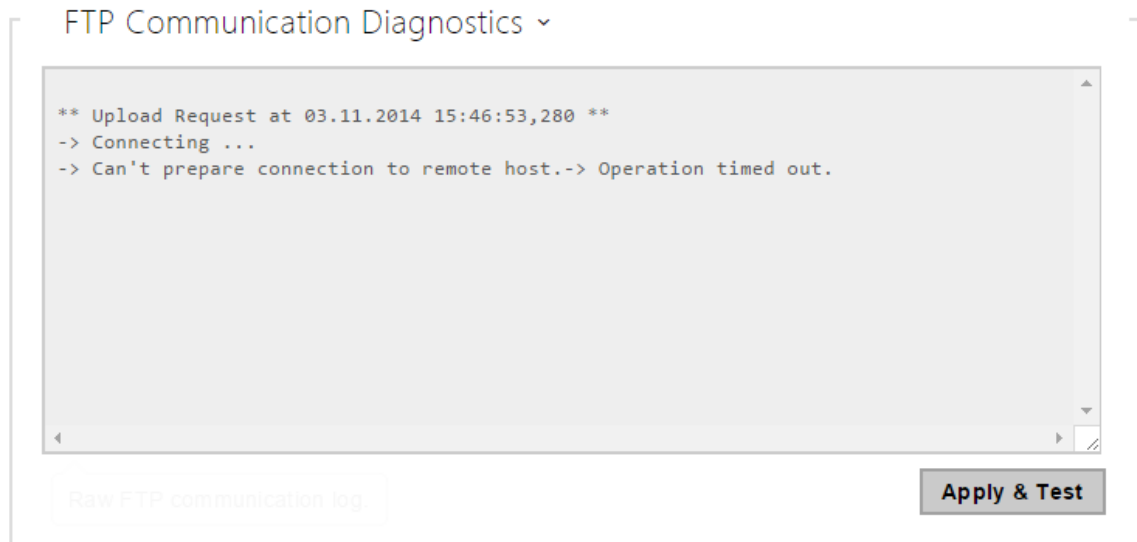 FTP Communication Diagnostics
** Upload Request at 03.11.2014 15:46:53,280 **
-> Connecting ...
-> Can't prepare connection to remote host.-> Operation timed out.
Raw FTP communication log
Apply & Test